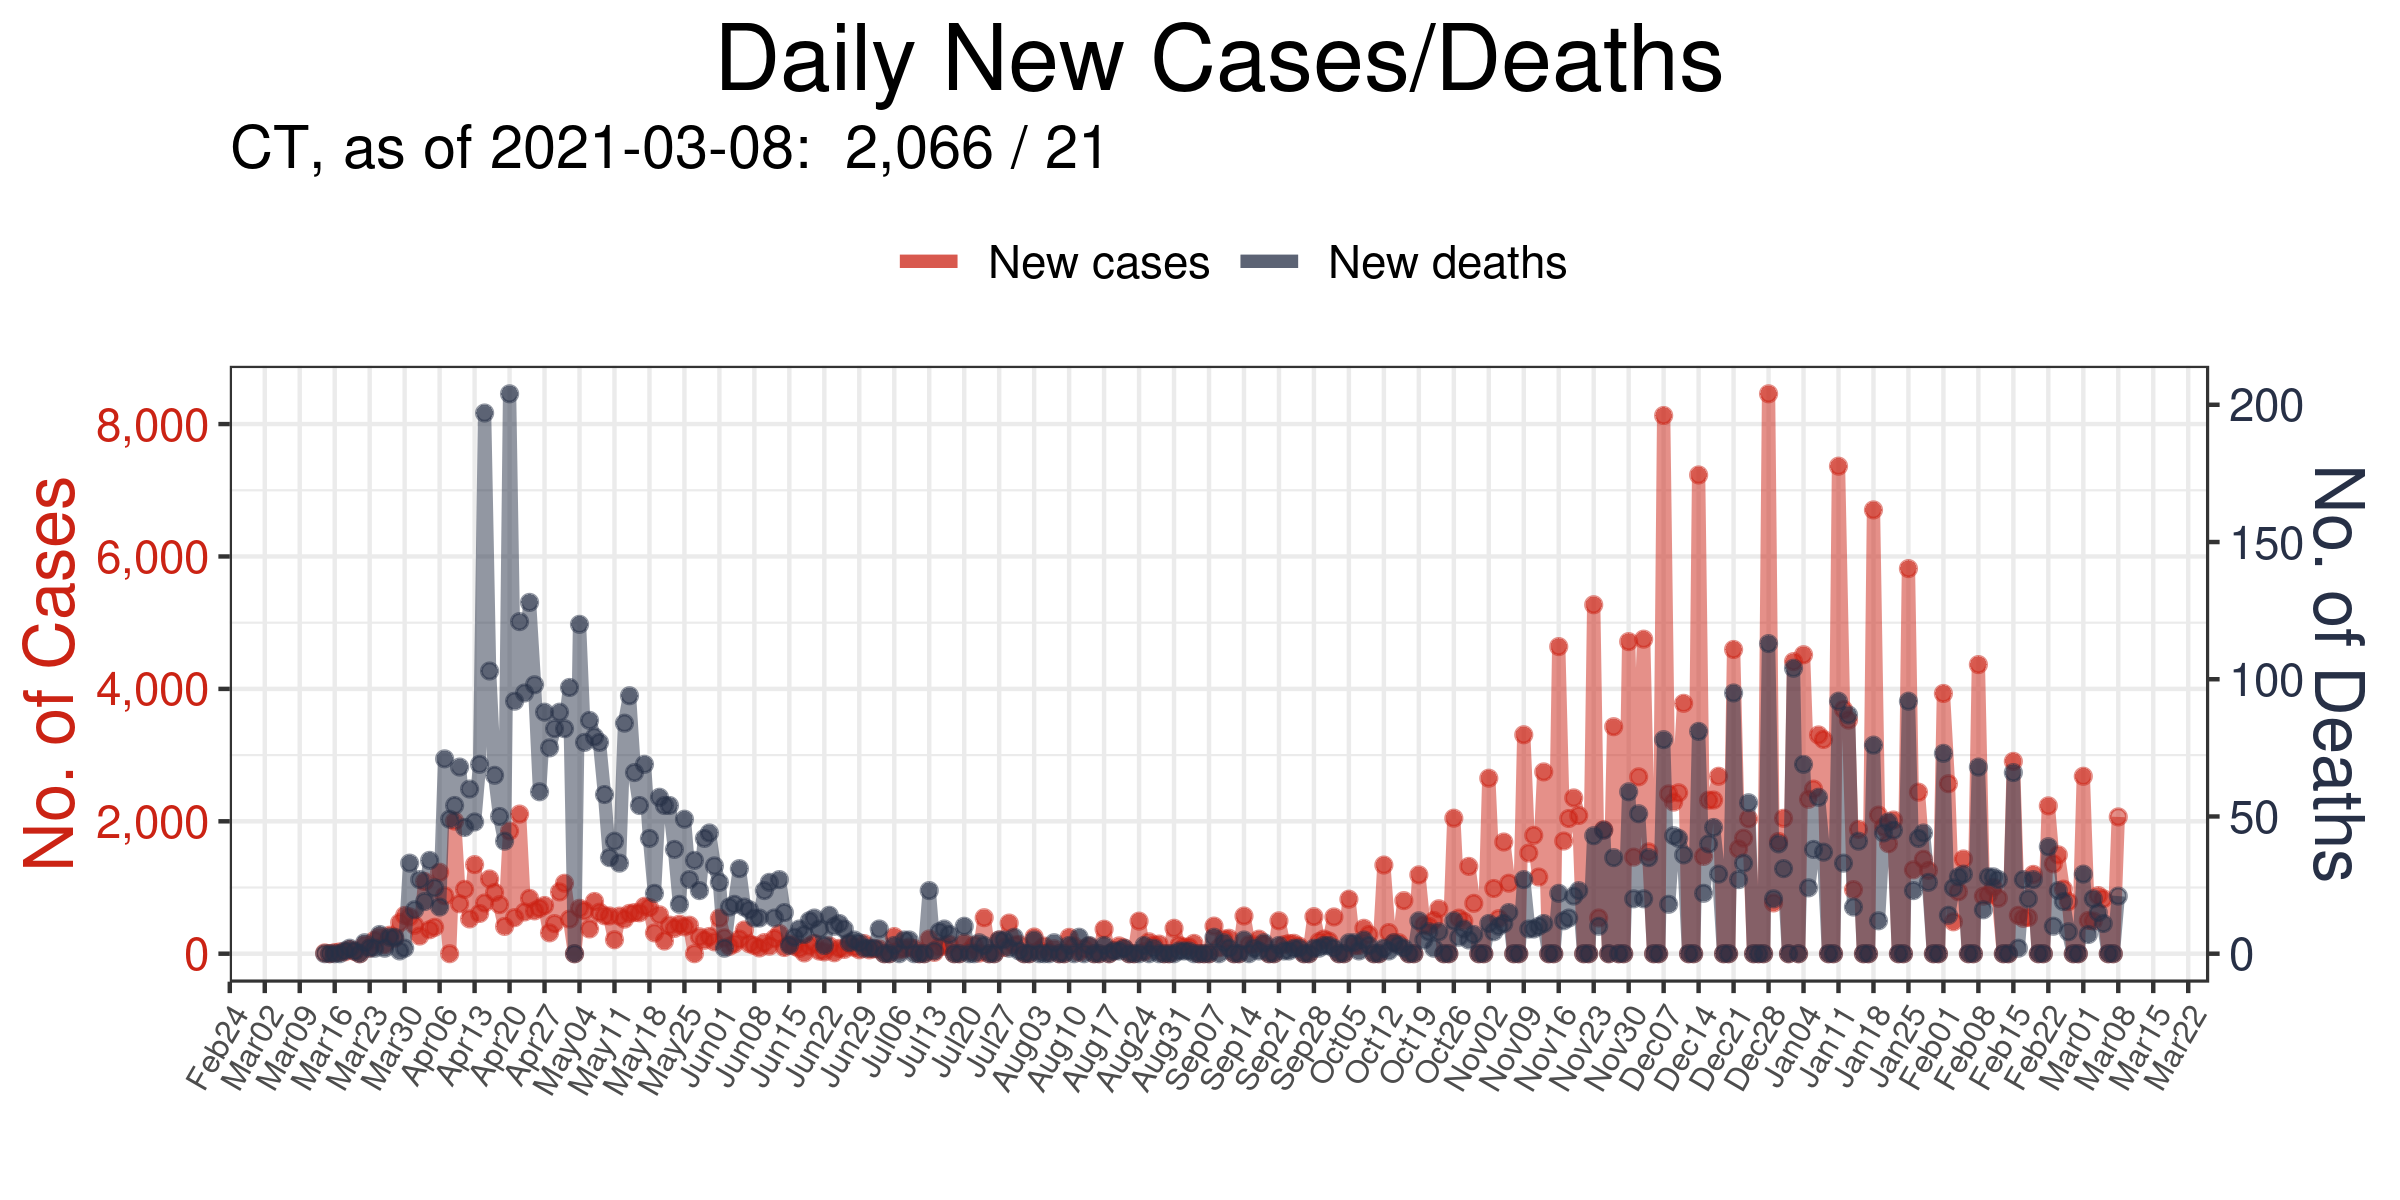 Daily New Cases/Deaths
CT, as of 2021-03-08:  2,066 / 21
New cases
New deaths
No. of Cases
8,000
6,000
4,000
2,000
0
200
150
100
50
0
No. of Deaths
Feb24
Mar02
Mar09
Mar16
Mar23
Mar30
Apr06
Apr13
Apr20
Apr27
May04
May11
May18
May25
Jun01
Jun08
Jun15
Jun22
Jun29
Jul06
Jul13
Jul20
Jul27
Aug03
Aug10
Aug17
Aug24
Aug31
Sep07
Sep14
Sep21
Sep28
Oct05
Oct12
Oct19
Oct26
Nov02
Nov09
Nov16
Nov23
Nov30
Dec07
Dec14
Dec21
Dec28
Jan04
Jan11
Jan18
Jan25
Feb01
Feb08
Feb15
Feb22
Mar01
Mar08
Mar15
Mar22